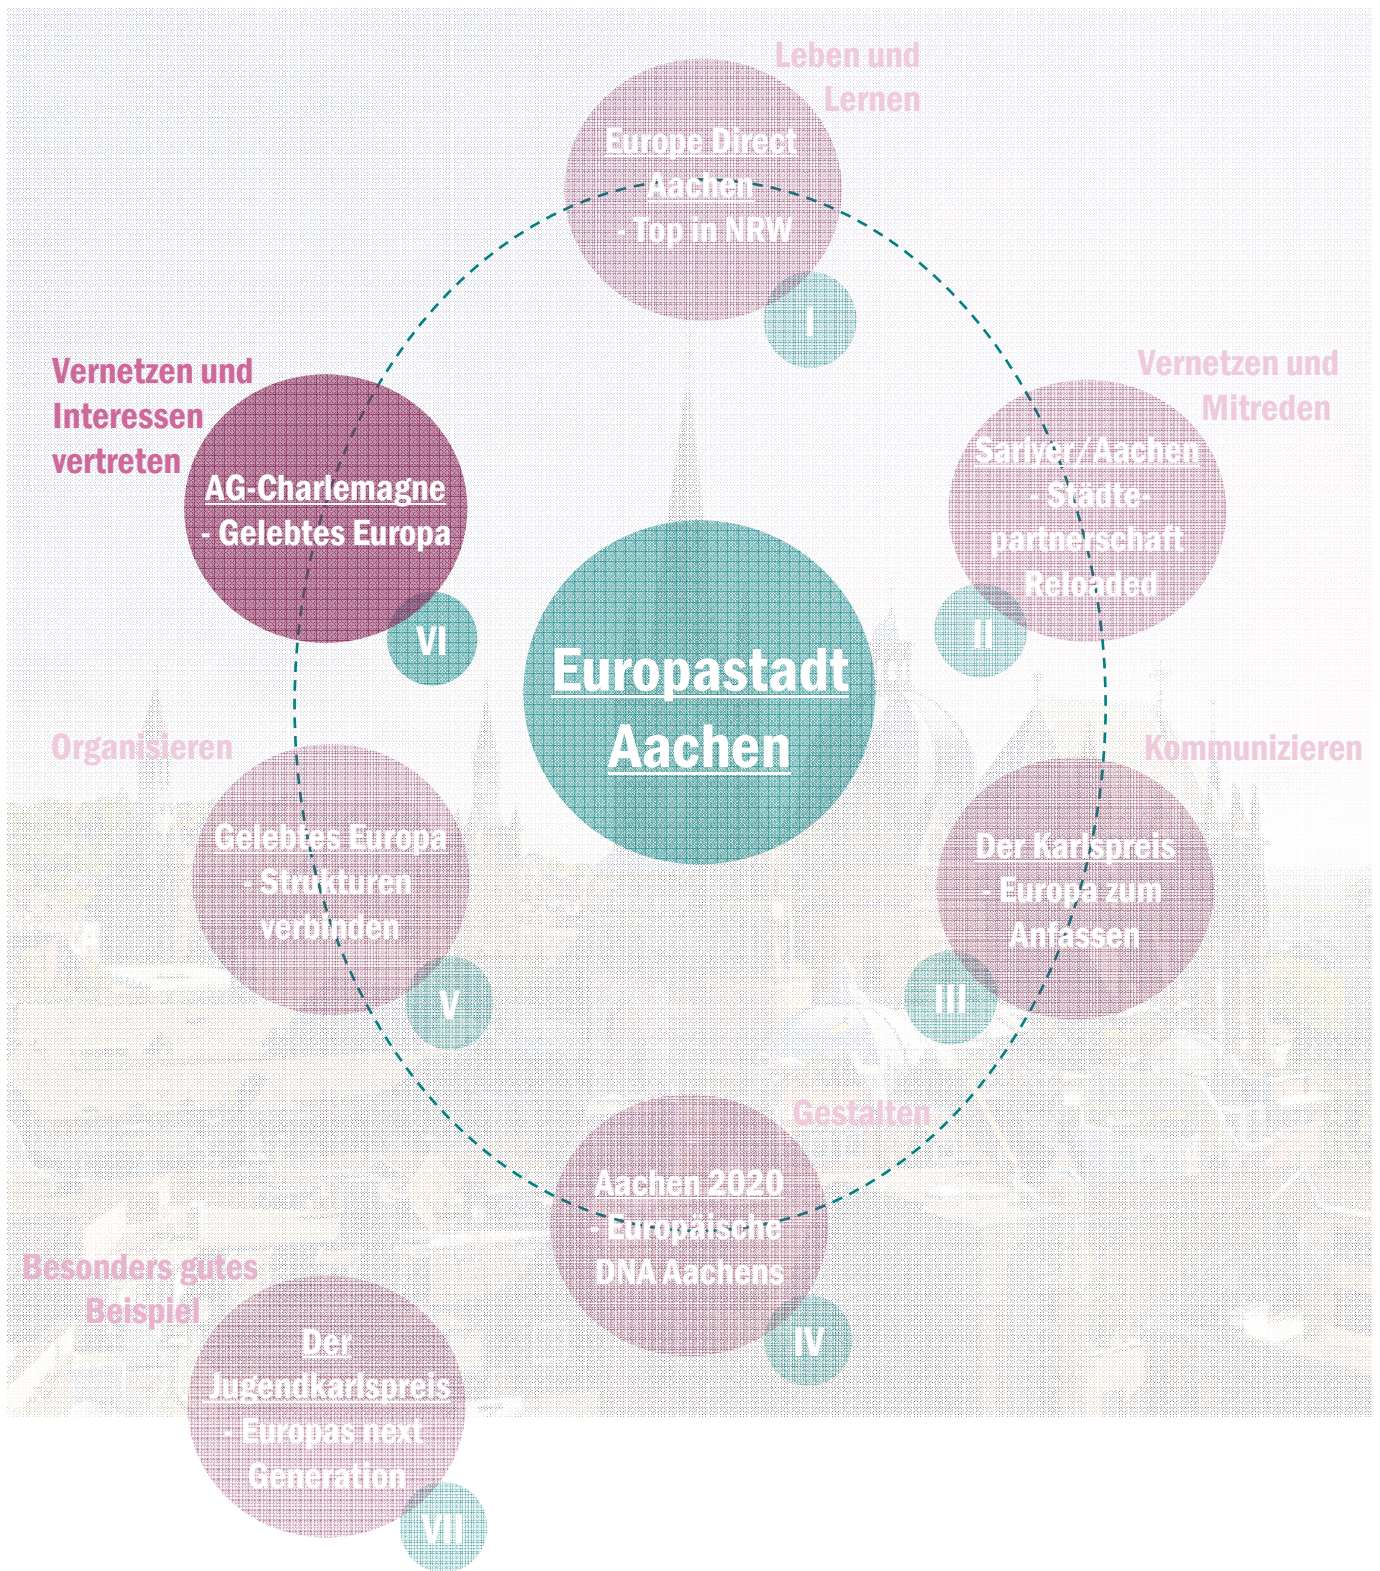 Leben und
Lernen
Europe Direct
Aachen
- Top in NRW
I
Vernetzen und
Mitreden
Sariyer/Aachen
- Städte-
partnerschaft
Reloaded
II
Kommunizieren
Der Karlspreis
- Europa zum
Anfassen
III
Gestalten
Aachen 2020
- Europäische
DNA Aachens
IV
Organisieren
Gelebtes Europa
- Strukturen
verbinden
V
Vernetzen und
Interessen
vertreten
AG-Charlemagne
- Gelebtes Europa
VI
Europastadt
Aachen
Besonders gutes
Beispiel
Der
Jugendkarlspreis
- Europas next
Generation
VII